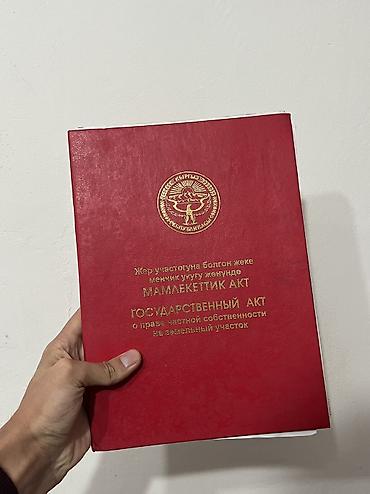 Жер участогуна болгон жеке
менчик укугу жөнүндө
МАМЛЕКЕТТИК АКТ
ГОСУДАРСТВЕННЫЙ АКТ
о праве частной собственности
на земельный участок